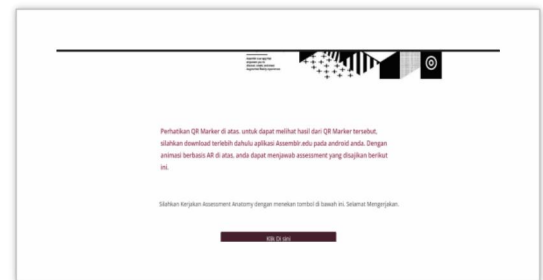 Perhatikan QR Marker di atas. untuk dapat melihat hasil dari QR Marker tersebut,
silahkan download terlebih dahulu aplikasi Assemblr.edu pada android anda. Dengan
animasi berbasis AR di atas, anda dapat menjawab assessment yang disajikan berikut
ini.
Silahkan Kerjakan Assessment Anatomy dengan menekan tombol di bawah ini. Selamat Mengerjakan.
Klik Di sini